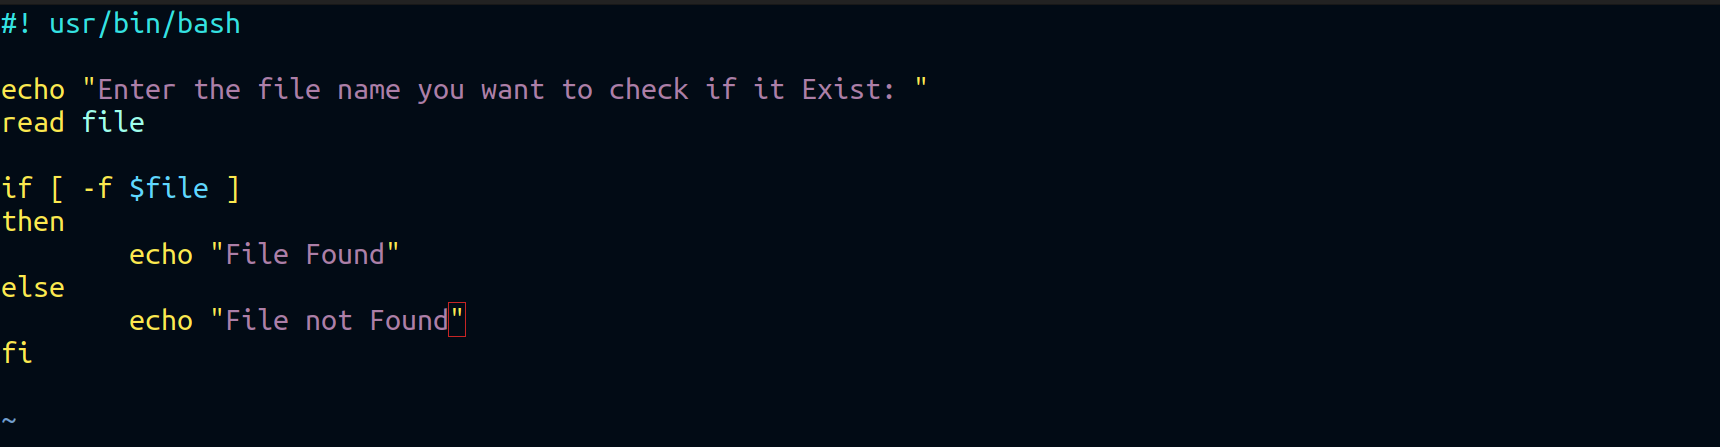 #! usr/bin/bash
echo "Enter the file name you want to check if it Exist: "
read file
if [ -f $file ]
then
        echo "File Found"
else
        echo "File not Found"
fi
~